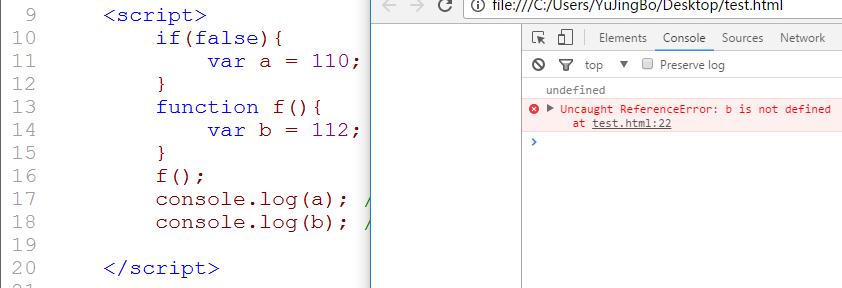 9 <script>
10 if(false){
11 var a = 110;
12 }
13 function f(){
14 var b = 112;
15 }
16 f();
17 console.log(a); /
18 console.log(b); /
19
20 </script>
file:///C:/Users/YuJingBo/Desktop/test.html
Elements Console Sources Network
top ▼ Preserve log
undefined
Uncaught ReferenceError: b is not defined
at test.html:22